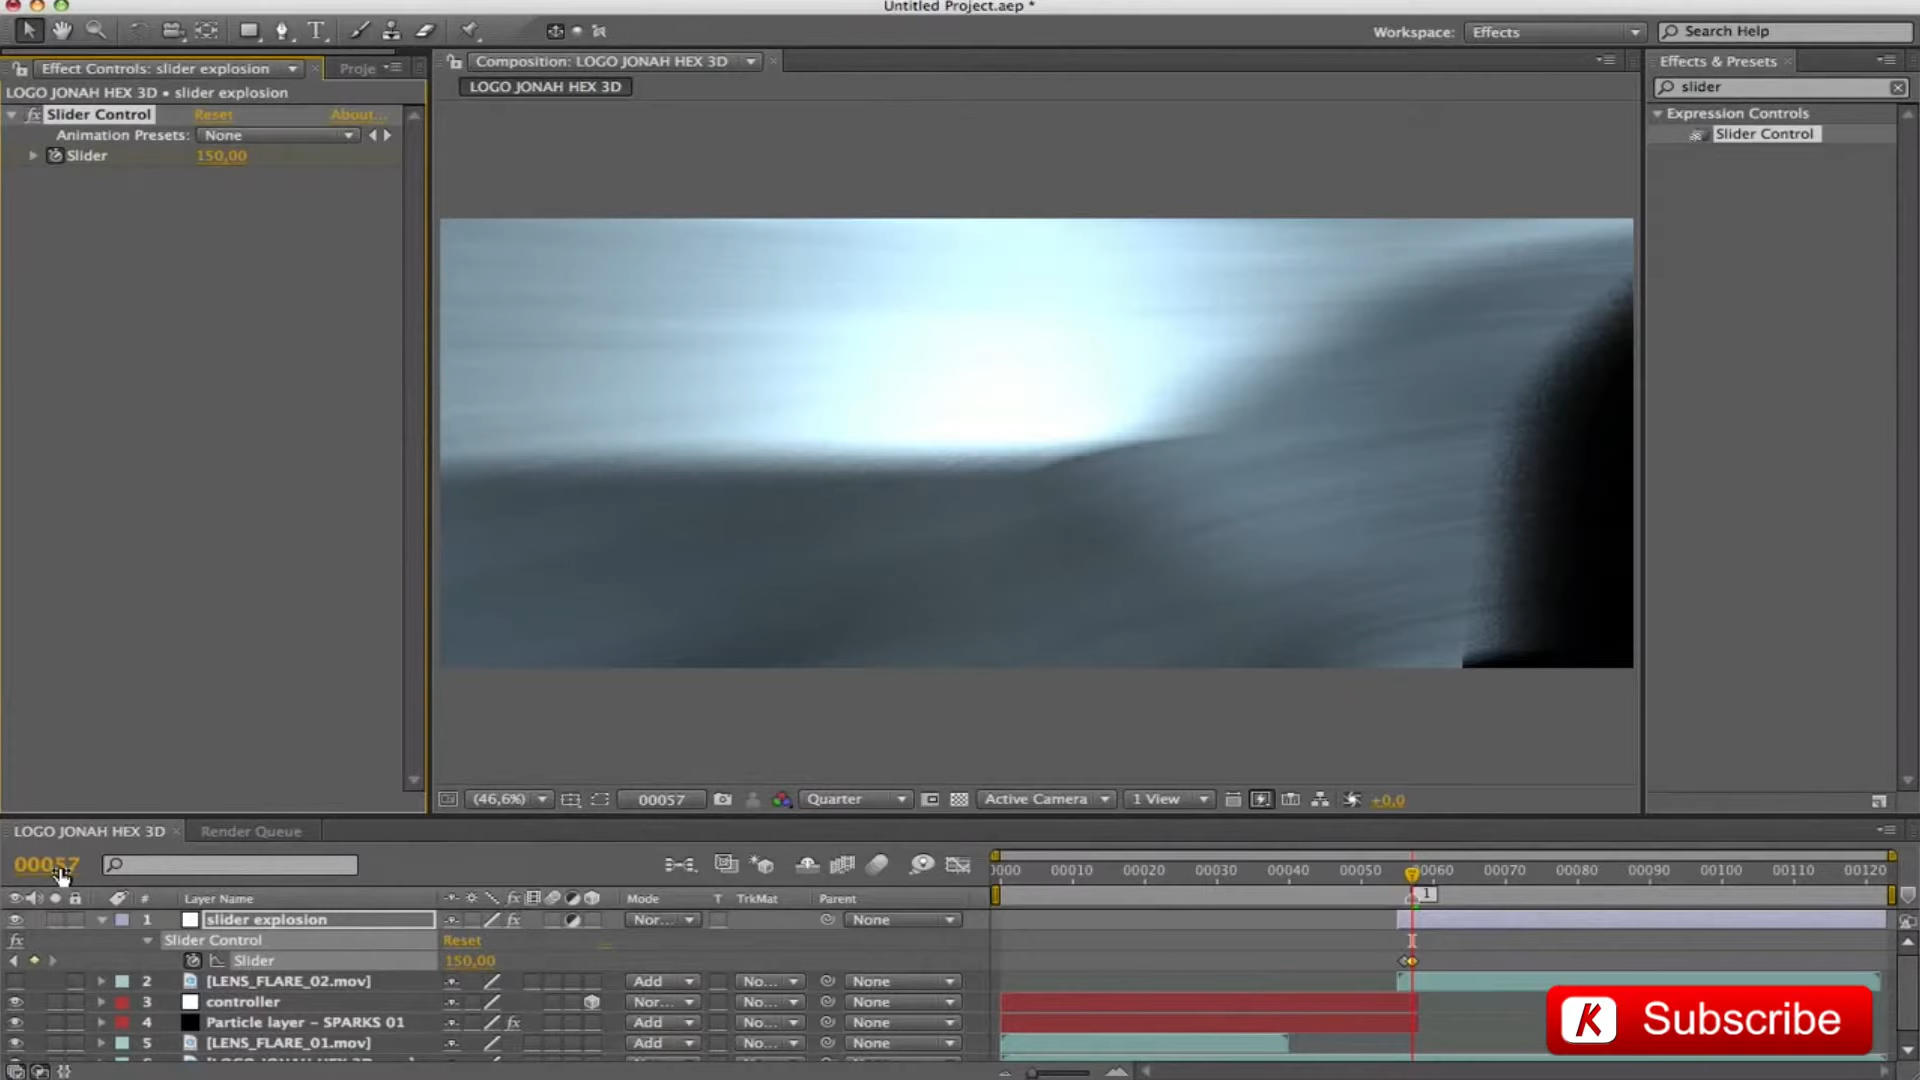 Untitled Project.aep *
Workspace: Effects
Search Help
Effect Controls: slider explosion
Proje
Composition: LOGO JONAH HEX 3D
Effects & Presets
LOGO JONAH HEX 3D • slider explosion
LOGO JONAH HEX 3D
slider
Slider Control Reset About...
Expression Controls
Animation Presets: None
Slider Control
Slider 150,00
(46,6%) 00057 Quarter Active Camera 1 View +0,0
LOGO JONAH HEX 3D
Render Queue
00057
0000 00010 00020 00030 00040 00050 00060 00070 00080 00090 00100 00110 00120
# Layer Name fx Mode T TrkMat Parent
1 slider explosion fx Nor... None
1
fx Slider Control Reset
Slider 150,00
2 [LENS_FLARE_02.mov] Add No... None
3 controller Nor... No... None
4 Particle layer – SPARKS 01 fx Add No... None
5 [LENS_FLARE_01.mov] Add No... None
K Subscribe